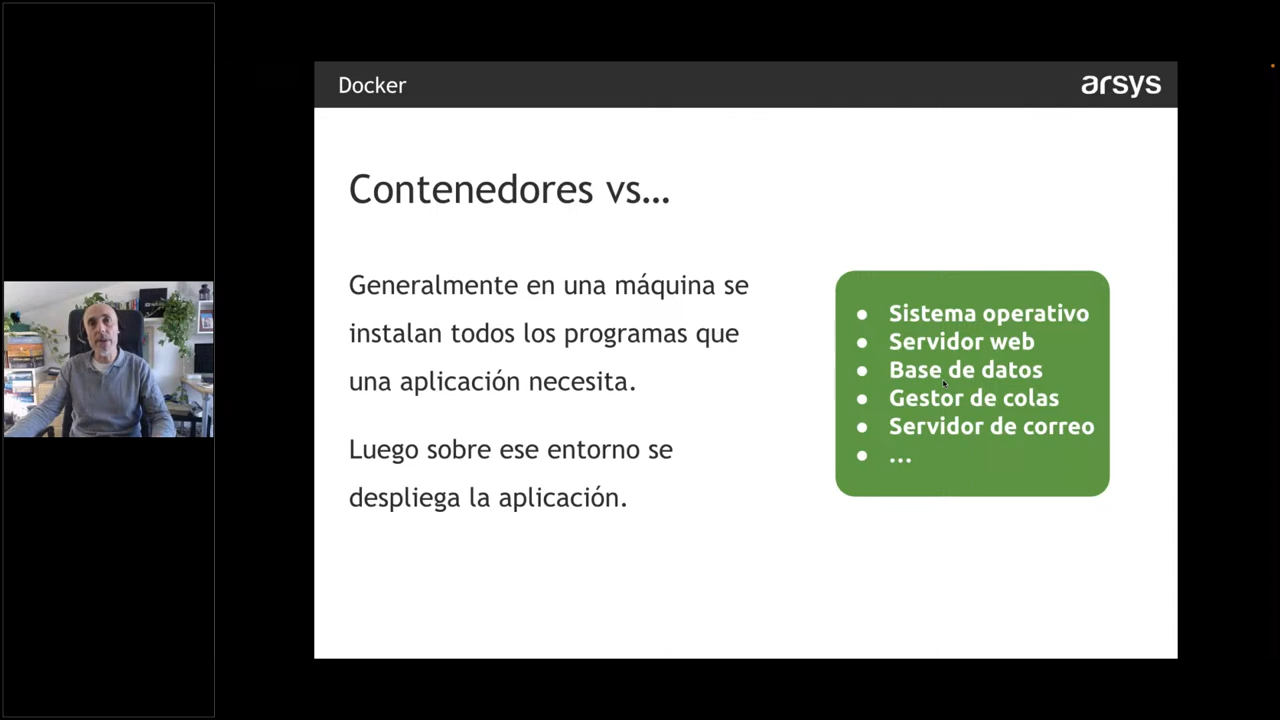 Docker
arsys
Contenedores vs...
Generalmente en una máquina se
instalan todos los programas que
una aplicación necesita.
Luego sobre ese entorno se
despliega la aplicación.
● Sistema operativo
● Servidor web
● Base de datos
● Gestor de colas
● Servidor de correo
● ...